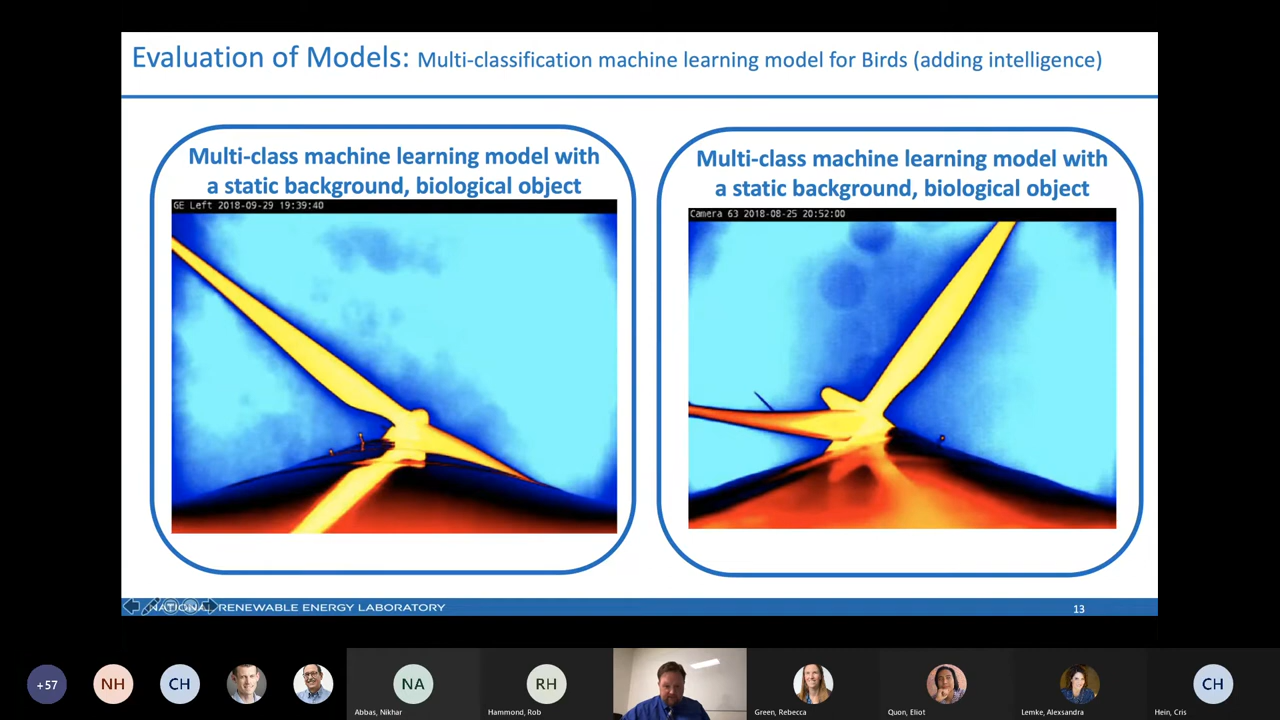 Evaluation of Models: Multi-classification machine learning model for Birds (adding intelligence)
Multi-class machine learning model with
a static background, biological object
GE Left 2018-09-29 19:39:40
Multi-class machine learning model with
a static background, biological object
Camera 63 2018-08-25 20:52:00
NATIONAL RENEWABLE ENERGY LABORATORY
13
+57
NH
CH
NA
RH
CH
Abbas, Nikhar
Hammond, Rob
Green, Rebecca
Quon, Eliot
Lemke, Alexsandra
Hein, Cris